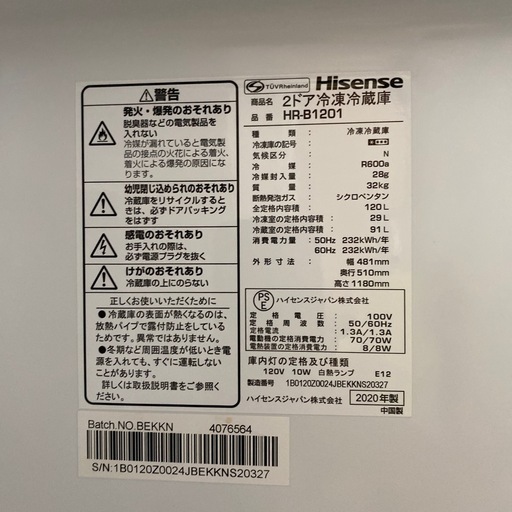 ⚠警告
発火・爆発のおそれあり
脱臭器などの電気製品を
入れない
冷媒が漏れていると電気製
品の接点の火花による着火、
着火による爆発の原因に
なります。
幼児閉じ込められのおそれあり
冷蔵庫をリサイクルする
ときは、必ずドアパッキング
をはずす
感電のおそれあり
お手入れの際は、
必ず電源プラグを抜く
けがのおそれあり
冷蔵庫の上にのらない
正しくお使いいただくために
●冷蔵庫の表面が熱くなるのは、
放熱パイプで露付防止をしている
ためです。異常ではありません。
●冬期など周囲温度が低いとき電
源を入れても、すぐに運転しない
ことがあります。
詳しくは取扱説明書をご参照ください。
TÜVRheinland Hisense
商品名 2ドア冷凍冷蔵庫
品番 HR-B1201
種類: 冷凍冷蔵庫
冷凍庫の記号: *|***
気候区分: N
冷媒: R600a
冷媒封入量: 28g
質量: 32kg
断熱発泡ガス: シクロペンタン
全定格内容積: 120L
冷凍室の定格内容積: 29L
冷蔵室の定格内容積: 91L
消費電力量: 50Hz 232kWh/年
60Hz 232kWh/年
外形寸法: 幅 481mm
奥行 510mm
高さ 1180mm
PS
E
ハイセンスジャパン株式会社
定格電圧: 100V
定格周波数: 50/60Hz
定格電流: 1.3A/1.3A
電動機の定格消費電力: 70/70W
電熱装置の定格消費電力: 8/8W
庫内灯の定格及び種類
120V 10W 白熱ランプ E12
製造番号: 1B0120Z0024JBEKKNS20327
ハイセンスジャパン株式会社
2020年製
中国製
Batch.NO.BEKKN 4076564
S/N:1B0120Z0024JBEKKNS20327